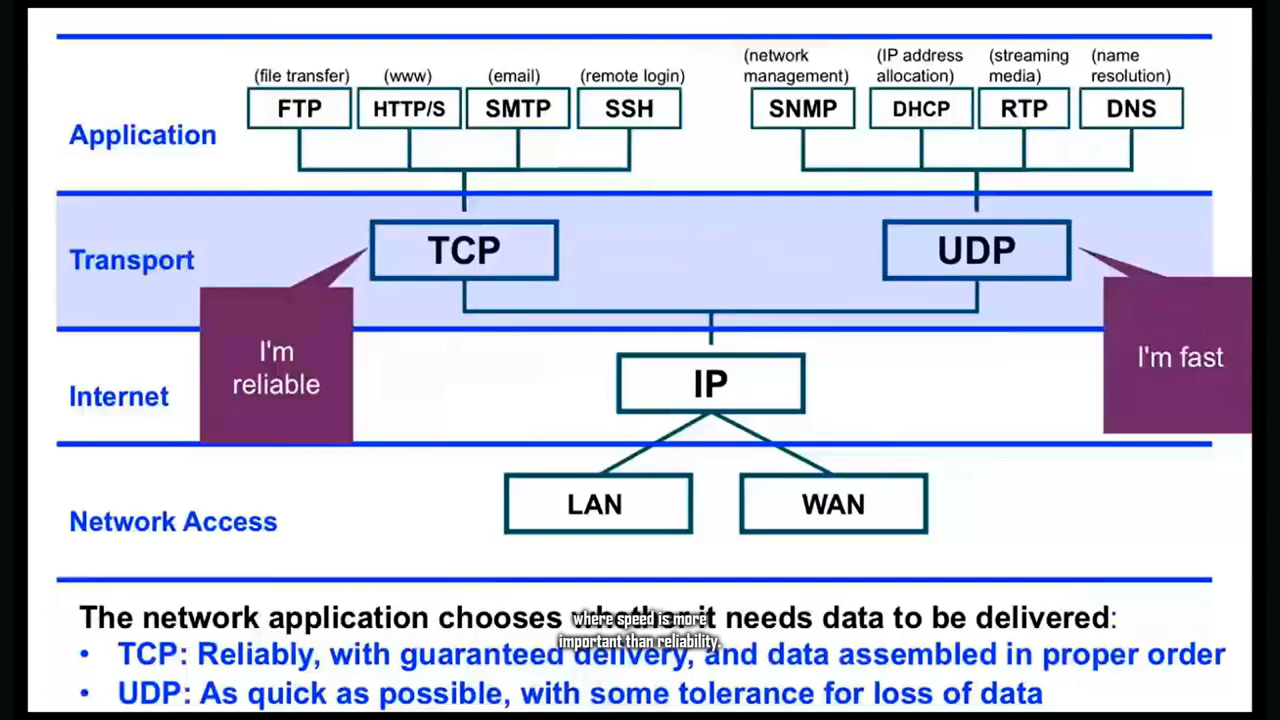 (file transfer)
(www)
(email)
(remote login)
(network
management)
(IP address
allocation)
(streaming
media)
(name
resolution)
Application
FTP
HTTP/S
SMTP
SSH
SNMP
DHCP
RTP
DNS
Transport
TCP
UDP
I'm
reliable
I'm fast
Internet
IP
Network Access
LAN
WAN
The network application chooses whether it needs data to be delivered:
• TCP: Reliably, with guaranteed delivery, and data assembled in proper order
• UDP: As quick as possible, with some tolerance for loss of data
where speed is more
important than reliability.